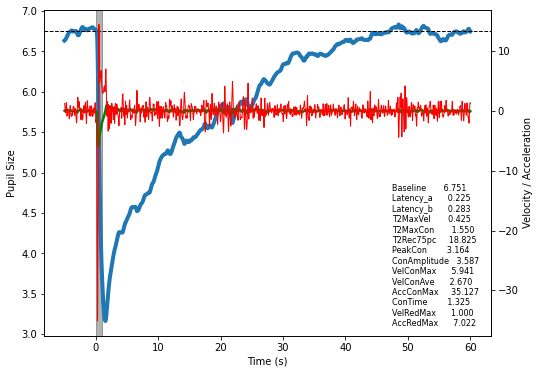 7.0
6.5
6.0
5.5
5.0
4.5
4.0
3.5
3.0
Pupil Size
10
0
−10
−20
−30
Velocity / Acceleration
Baseline 6.751
Latency_a 0.225
Latency_b 0.283
T2MaxVel 0.425
T2MaxCon 1.550
T2Rec75pc 18.825
PeakCon 3.164
ConAmplitude 3.587
VelConMax 5.941
VelConAve 2.670
AccConMax 35.127
ConTime 1.325
VelRedMax 1.000
AccRedMax 7.022
0 10 20 30 40 50 60
Time (s)